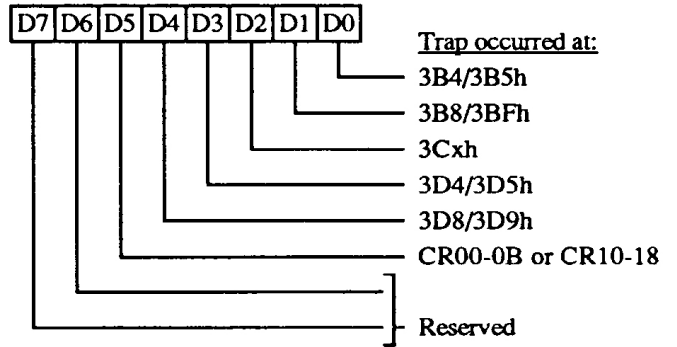 D7 D6 D5 D4 D3 D2 D1 D0
Trap occurred at:
3B4/3B5h
3B8/3BFh
3Cxh
3D4/3D5h
3D8/3D9h
CR00-0B or CR10-18
Reserved